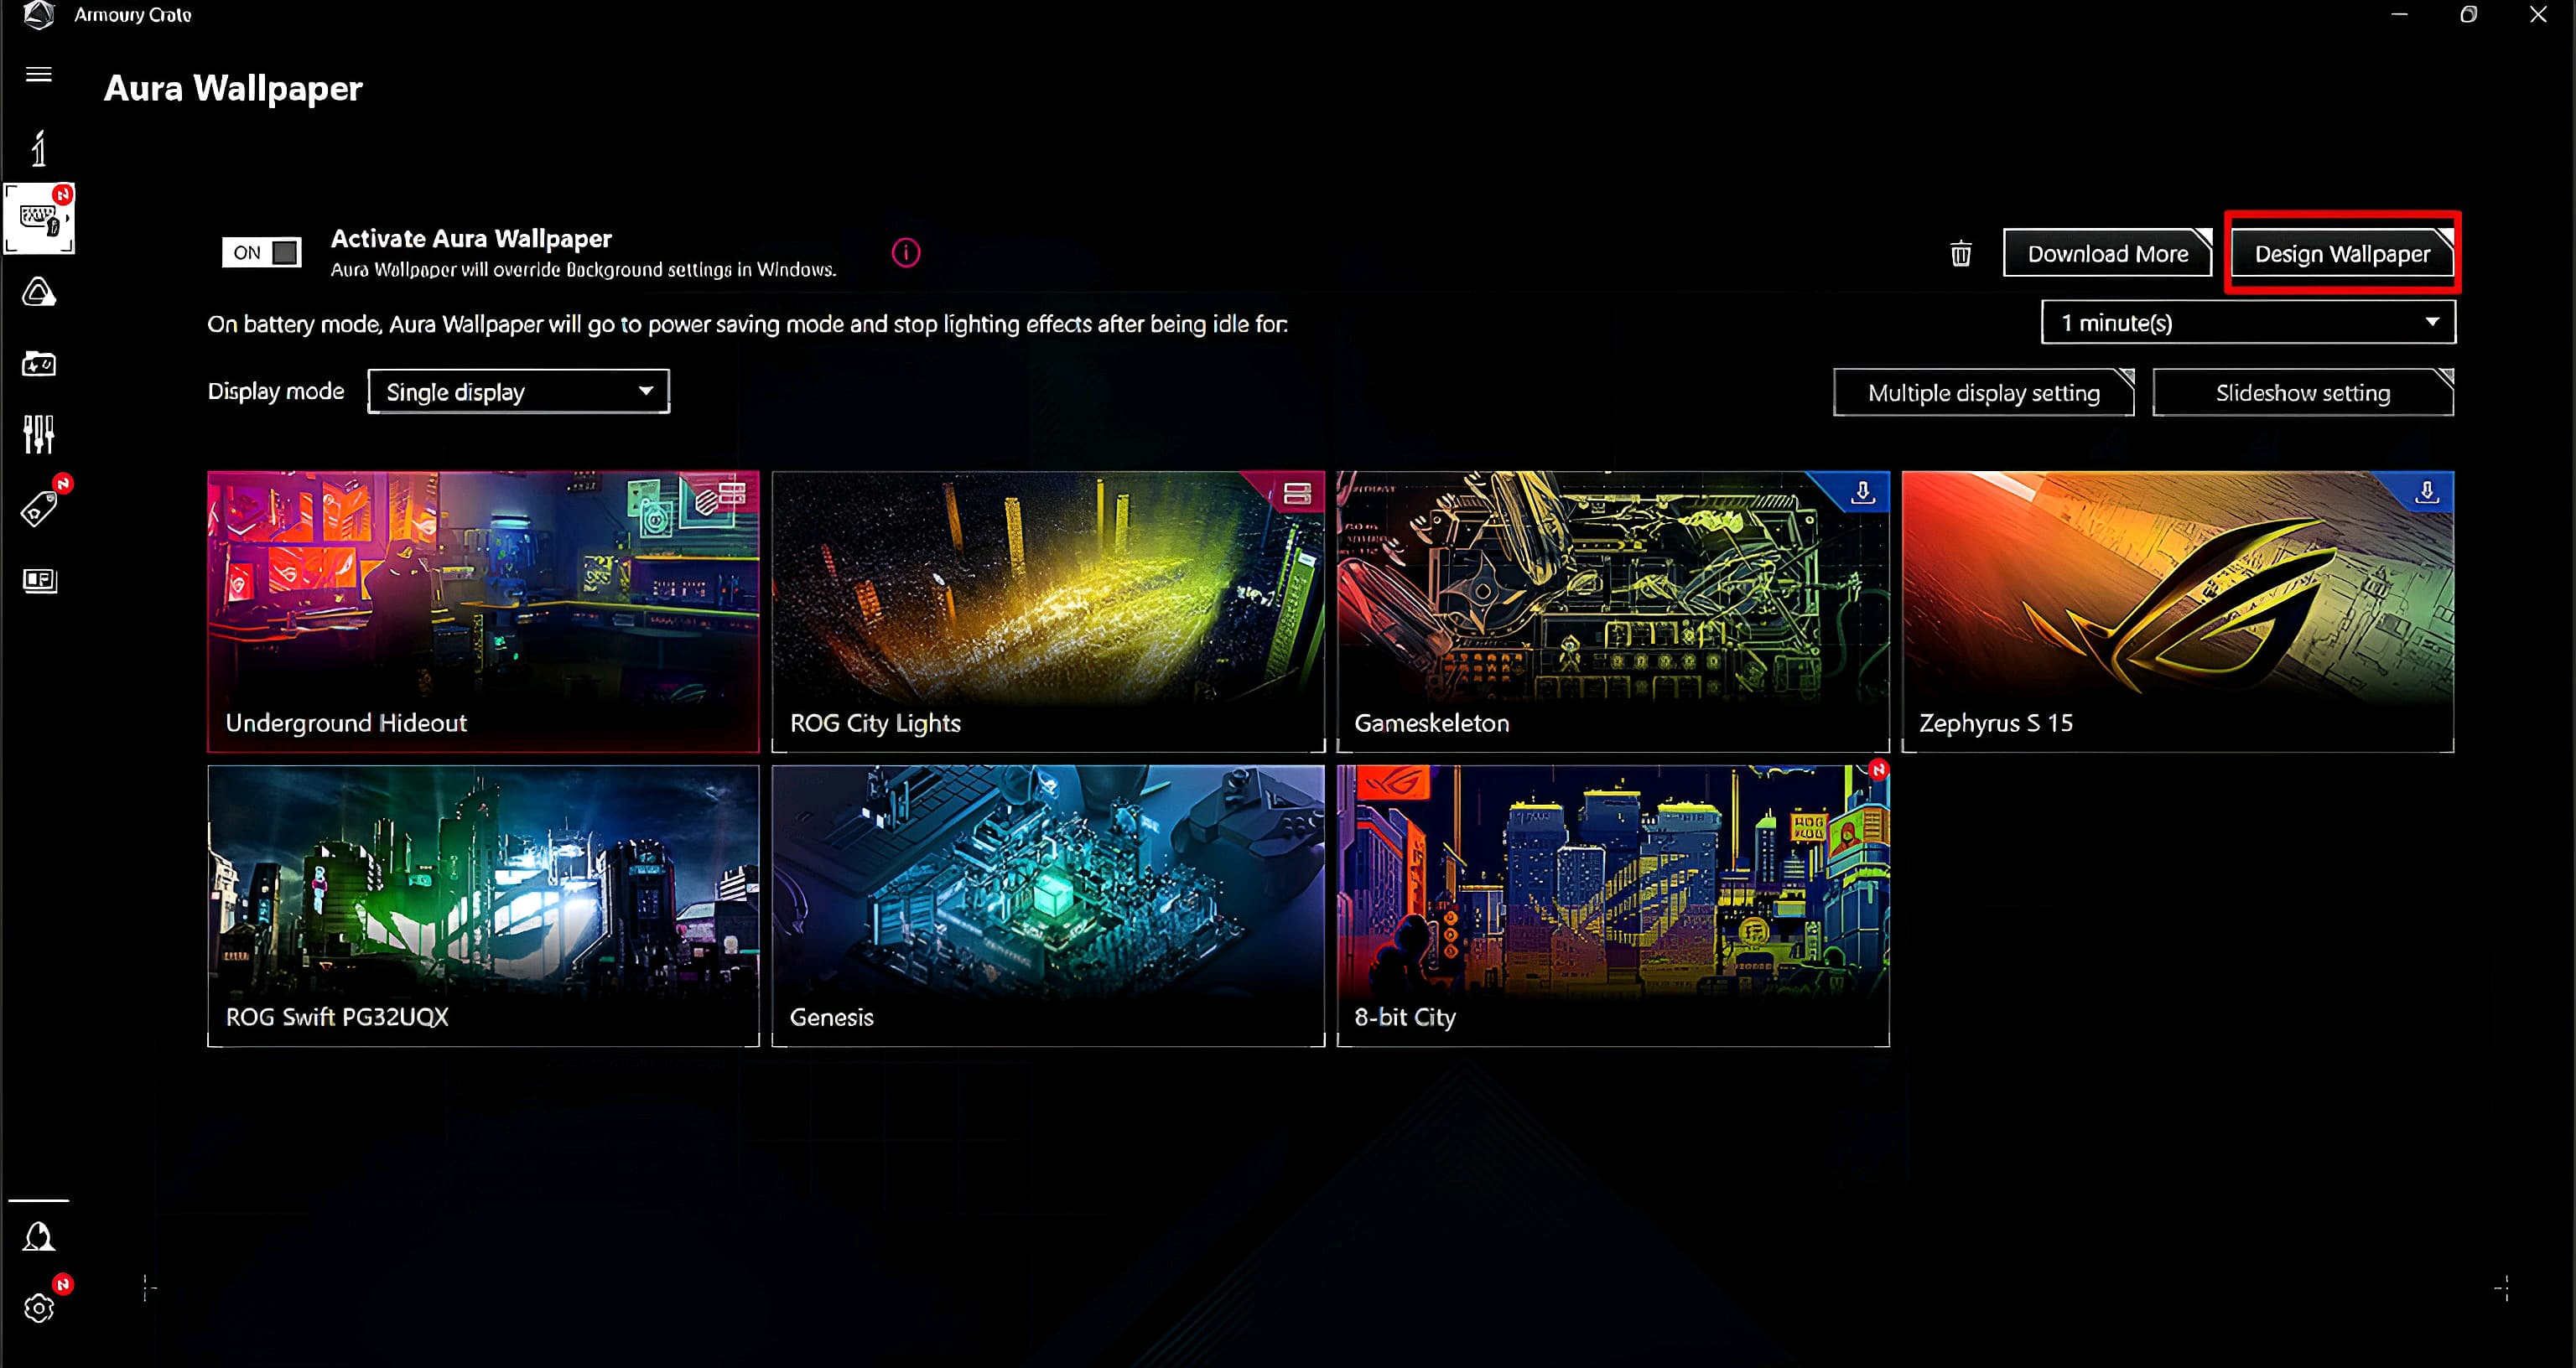 Armoury Crate
Aura Wallpaper
ON
Activate Aura Wallpaper
Aura Wallpaper will override Background settings in Windows.
Download More
Design Wallpaper
On battery mode, Aura Wallpaper will go to power saving mode and stop lighting effects after being idle for:
1 minute(s)
Display mode
Single display
Multiple display setting
Slideshow setting
Underground Hideout
ROG City Lights
Gameskeleton
Zephyrus S 15
ROG Swift PG32UQX
Genesis
8-bit City